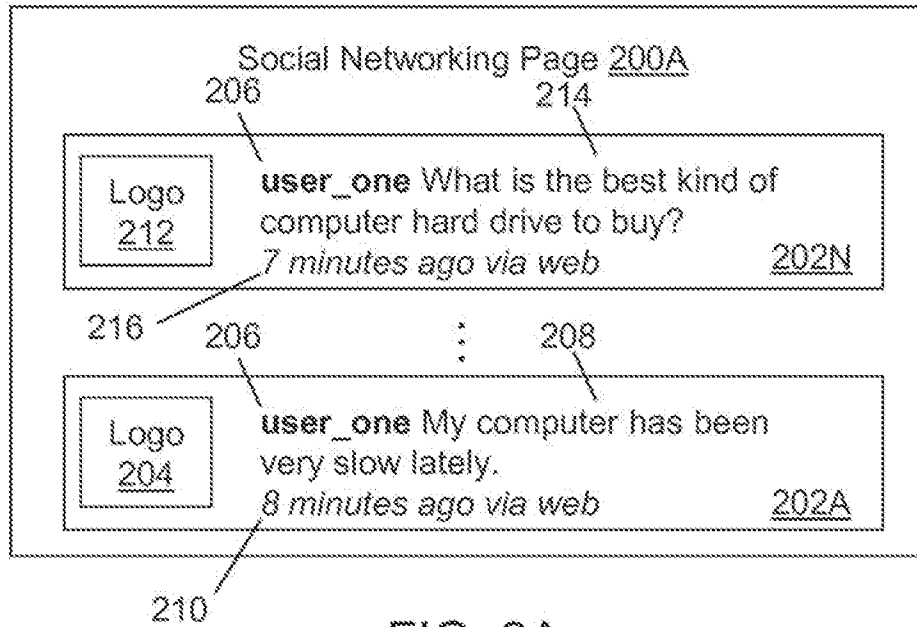 Social Networking Page 200A
206
214
Logo
212
user_one What is the best kind of
computer hard drive to buy?
7 minutes ago via web
202N
216
206
208
Logo
204
user_one My computer has been
very slow lately.
8 minutes ago via web
202A
210